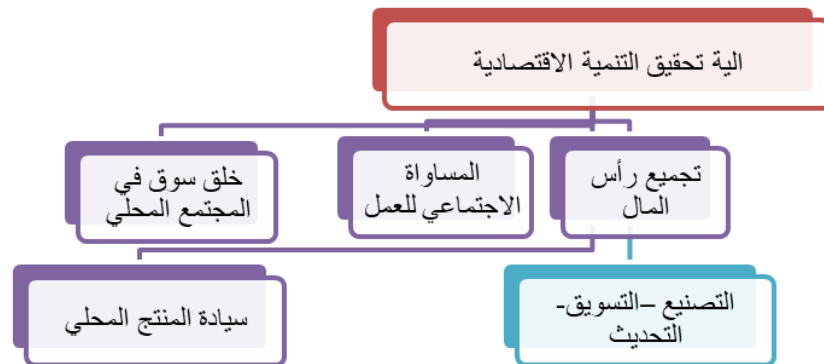 الية تحقيق التنمية الاقتصادية
تجميع رأس
المال
المساواة
الاجتماعي للعمل
خلق سوق في
المجتمع المحلي
التصنيع –التسويق-
التحديث
سيادة المنتج المحلي